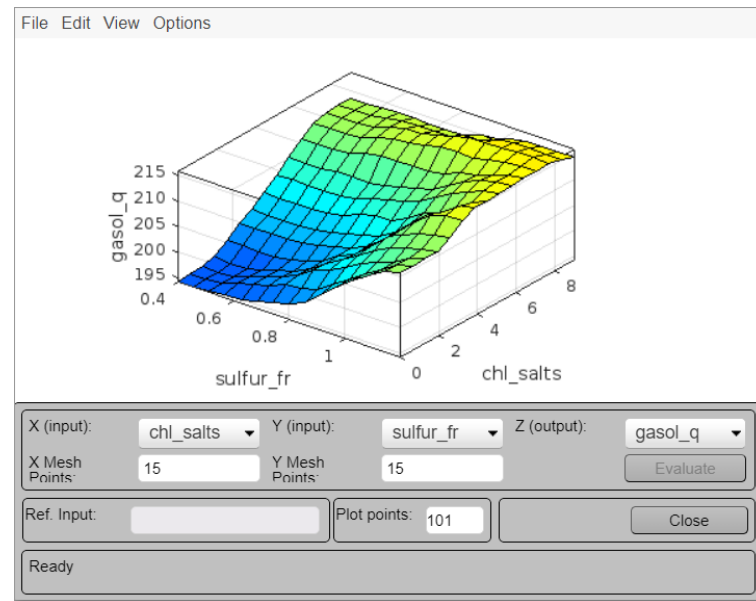 File Edit View Options
215
210
205
200
195
gasol_q
0.4
0.6
0.8
1
sulfur_fr
0
2
4
6
8
chl_salts
X (input): chl_salts Y (input): sulfur_fr Z (output): gasol_q
X Mesh Points: 15 Y Mesh Points: 15 Evaluate
Ref. Input: Plot points: 101 Close
Ready